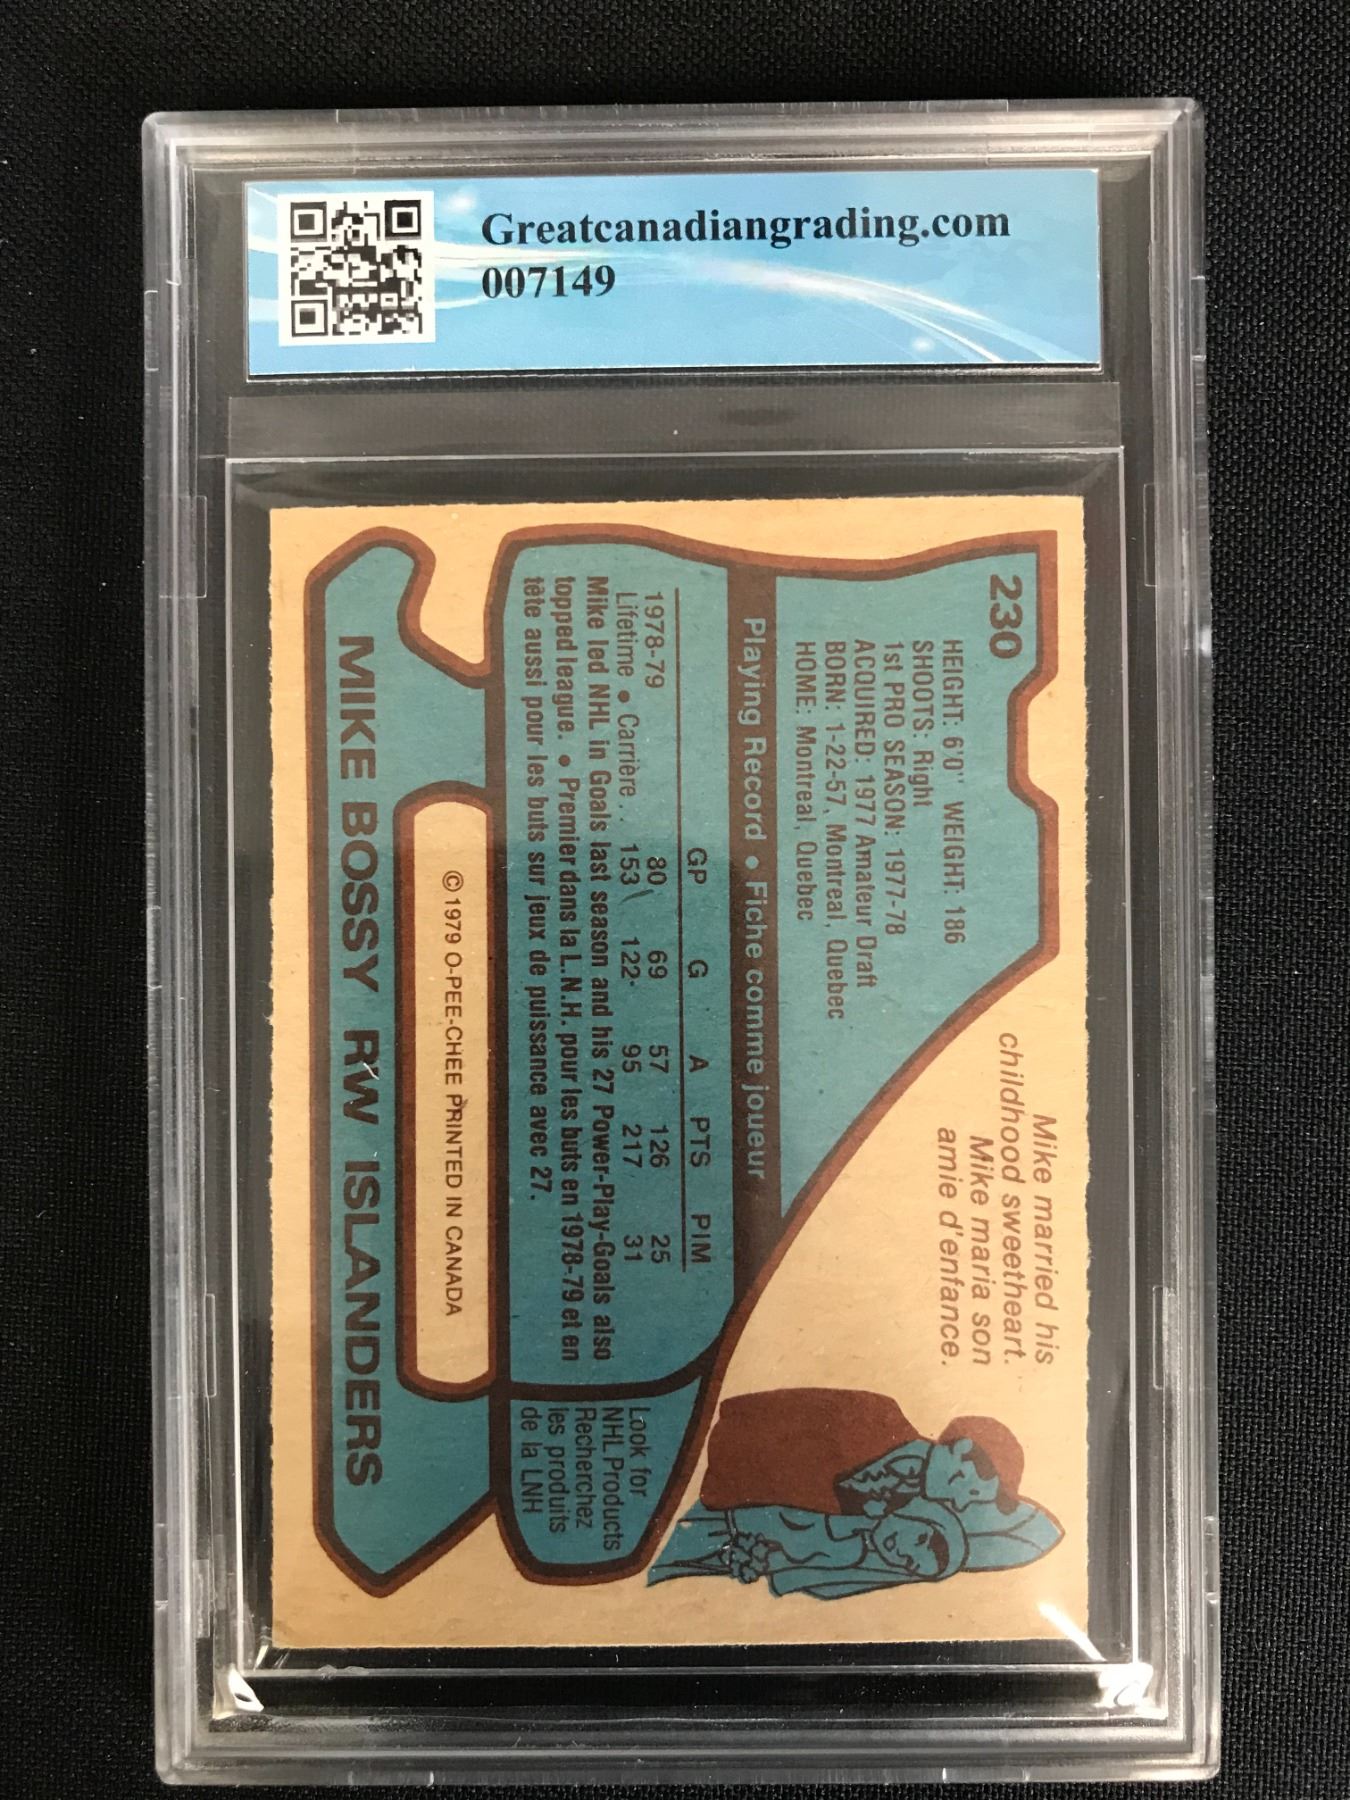 Greatcanadiangrading.com
007149
230
HEIGHT: 6'0" WEIGHT: 186
SHOOTS: Right
1st PRO SEASON: 1977-78
ACQUIRED: 1977 Amateur Draft
BORN: 1-22-57, Montreal, Quebec
HOME: Montreal, Quebec
Mike married his
childhood sweetheart.
Mike maria son
amie d'enfance.
Playing Record • Fiche comme joueur
GP G A PTS PIM
1978-79 80 69 57 126 25
Lifetime • Carrière . . 153 122 95 217 31
Mike led NHL in Goals last season and his 27 Power-Play-Goals also
topped league. • Premier dans la L.N.H. pour les buts en 1978-79 et en
tête aussi pour les buts sur jeux de puissance avec 27.
Look for
NHL Products
Recherchez
les produits
de la LNH
© 1979 O-PEE-CHEE PRINTED IN CANADA
MIKE BOSSY RW ISLANDERS